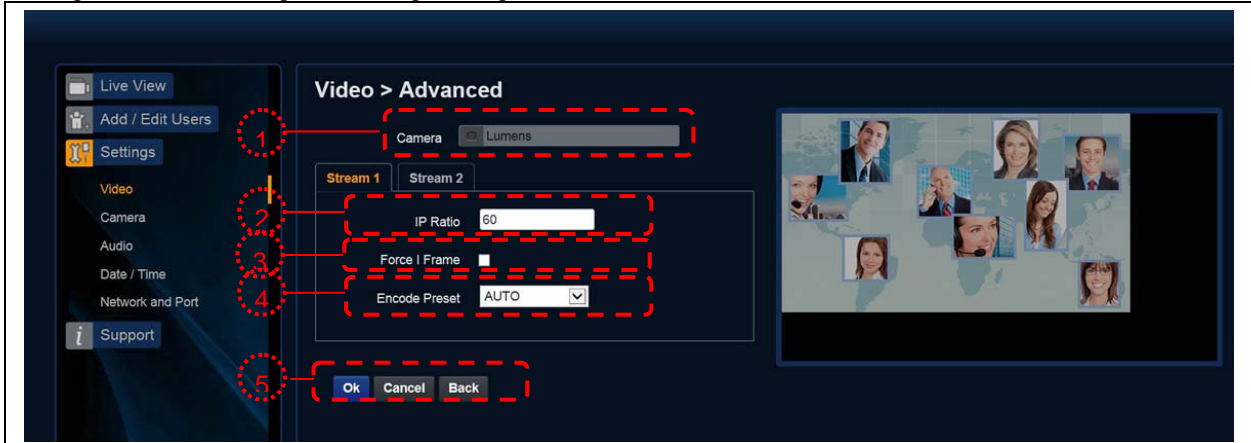 Live View
Add / Edit Users
Settings
Video
Camera
Audio
Date / Time
Network and Port
Support
Video > Advanced
1
Camera Lumens
Stream 1 Stream 2
2
IP Ratio 60
3
Force I Frame
4
Encode Preset AUTO
5
Ok Cancel Back